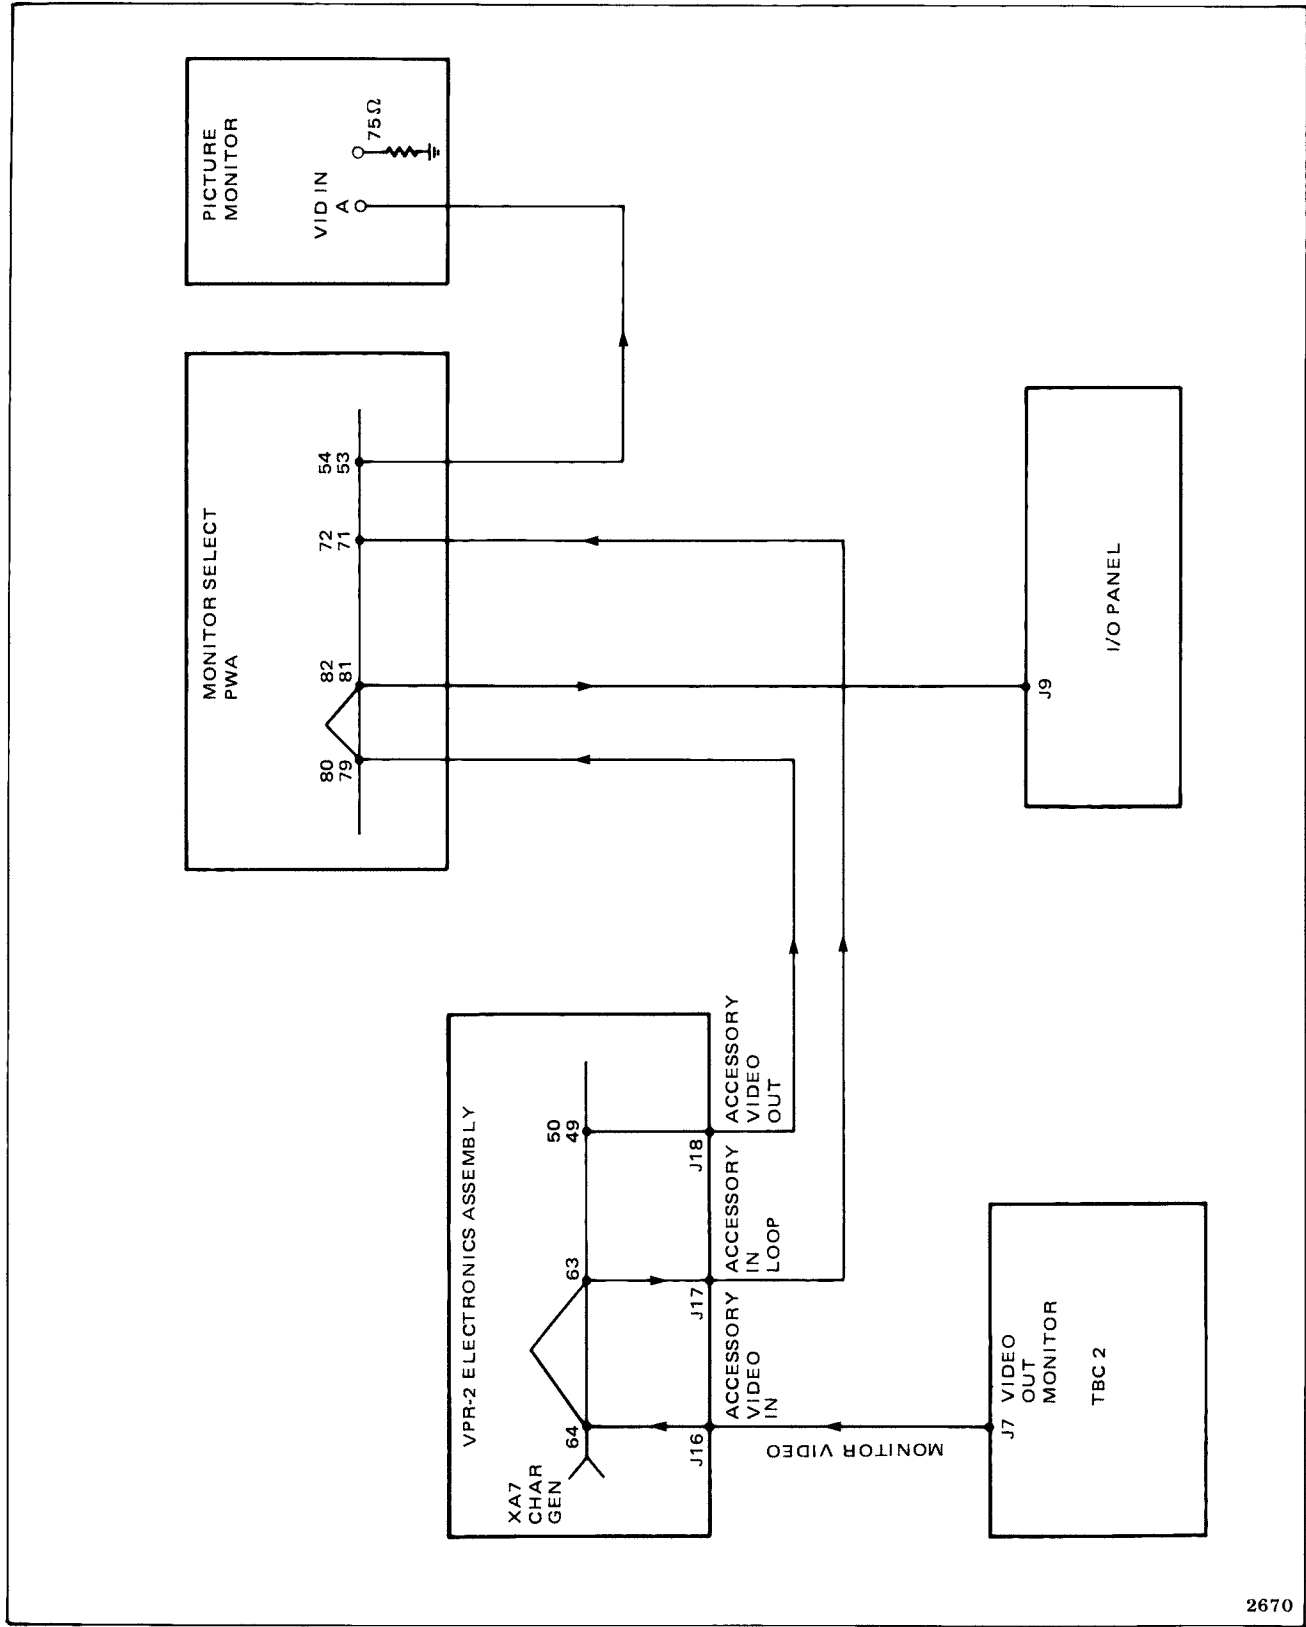 PICTURE
MONITOR
VID IN
A
75Ω
MONITOR SELECT
PWA
80
79
82
81
72
71
54
53
VPR-2 ELECTRONICS ASSEMBLY
XA7
CHAR
GEN
64
63
50
49
J16
J17
J18
ACCESSORY
VIDEO
IN
ACCESSORY
IN
LOOP
ACCESSORY
VIDEO
OUT
MONITOR VIDEO
J7
VIDEO
OUT
MONITOR
TBC 2
J9
I/O PANEL
2670